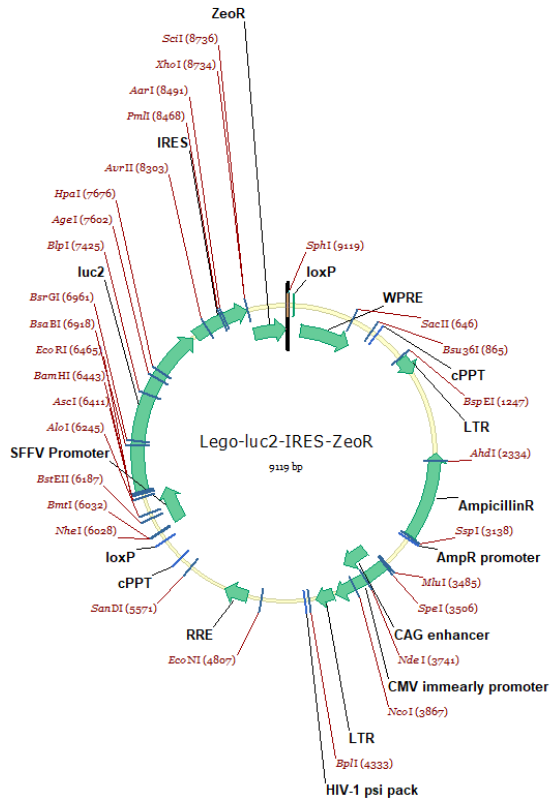 ZeoR
SciI (8736)
XhoI (8734)
AarI (8491)
PmlI (8468)
IRES
AvrII (8303)
HpaI (7676)
AgeI (7602)
BlpI (7425)
luc2
BsrGI (6961)
BsaBI (6918)
EcoRI (6465)
BamHI (6443)
AscI (6411)
AloI (6245)
SFFV Promoter
BstEII (6187)
BmtI (6032)
NheI (6028)
loxP
cPPT
SanDI (5571)
RRE
EcoNI (4807)
SphI (9119)
loxP
WPRE
SacII (646)
Bsu36I (865)
cPPT
BspEI (1247)
LTR
AhdI (2334)
AmpicillinR
SspI (3138)
AmpR promoter
MluI (3485)
SpeI (3506)
CAG enhancer
NdeI (3741)
CMV immearly promoter
NcoI (3867)
LTR
BplI (4333)
HIV-1 psi pack
Lego-luc2-IRES-ZeoR
9119 bp